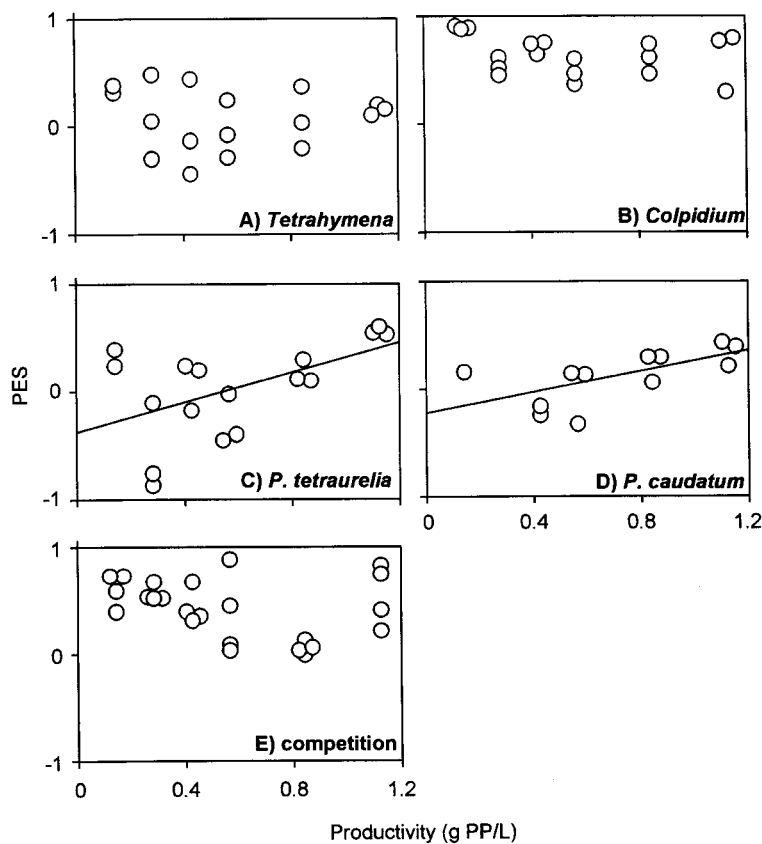 1
0
-1
A) Tetrahymena
B) Colpidium
PES
1
0
-1
C) P. tetraurelia
D) P. caudatum
0 0.4 0.8 1.2
1
0
-1
E) competition
0 0.4 0.8 1.2
Productivity (g PP/L)